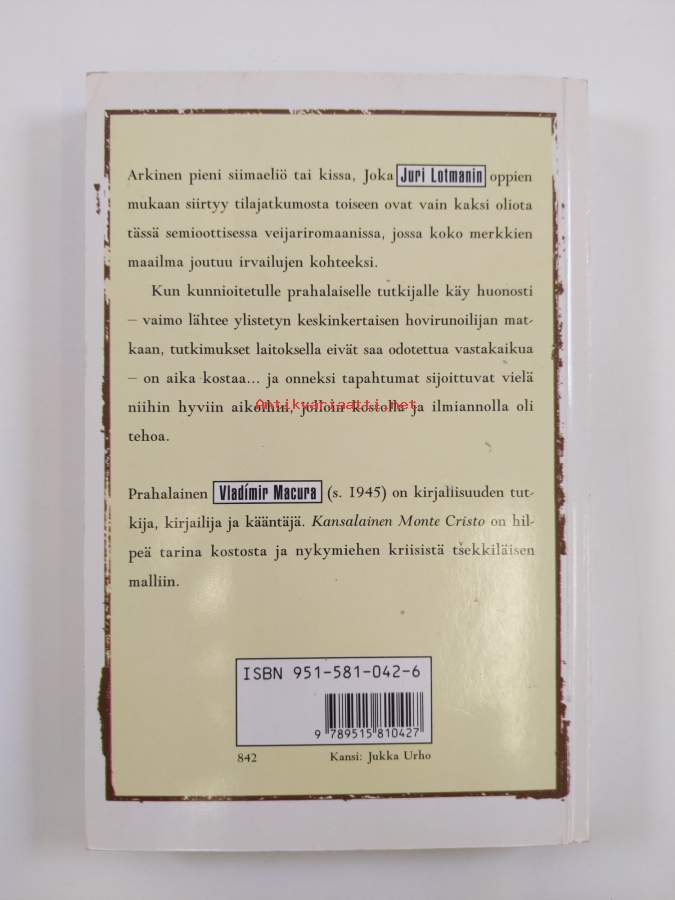 Arkinen pieni siimaeliö tai kissa, Joka Juri Lotmanin oppien
mukaan siirtyy tilajatkumosta toiseen ovat vain kaksi oliota
tässä semioottisessa veijariromaanissa, jossa koko merkkien
maailma joutuu irvailujen kohteeksi.
Kun kunnioitetulle prahalaiselle tutkijalle käy huonosti
– vaimo lähtee ylistetyn keskinkertaisen hovirunoilijan mat-
kaan, tutkimukset laitoksella eivät saa odotettua vastakaikua
– on aika kostaa... ja onneksi tapahtumat sijoittuvat vielä
Antikvariaatti.net
niihin hyviin aikoihin, jolloin kostolla ja ilmiannolla oli
tehoa.
Prahalainen Vladímir Macura (s. 1945) on kirjallisuuden tut-
kija, kirjailija ja kääntäjä. Kansalainen Monte Cristo on hil-
peä tarina kostosta ja nykymiehen kriisistä tsekkiläisen
malliin.
ISBN 951-581-042-6
9 789515 810427
842 Kansi: Jukka Urho